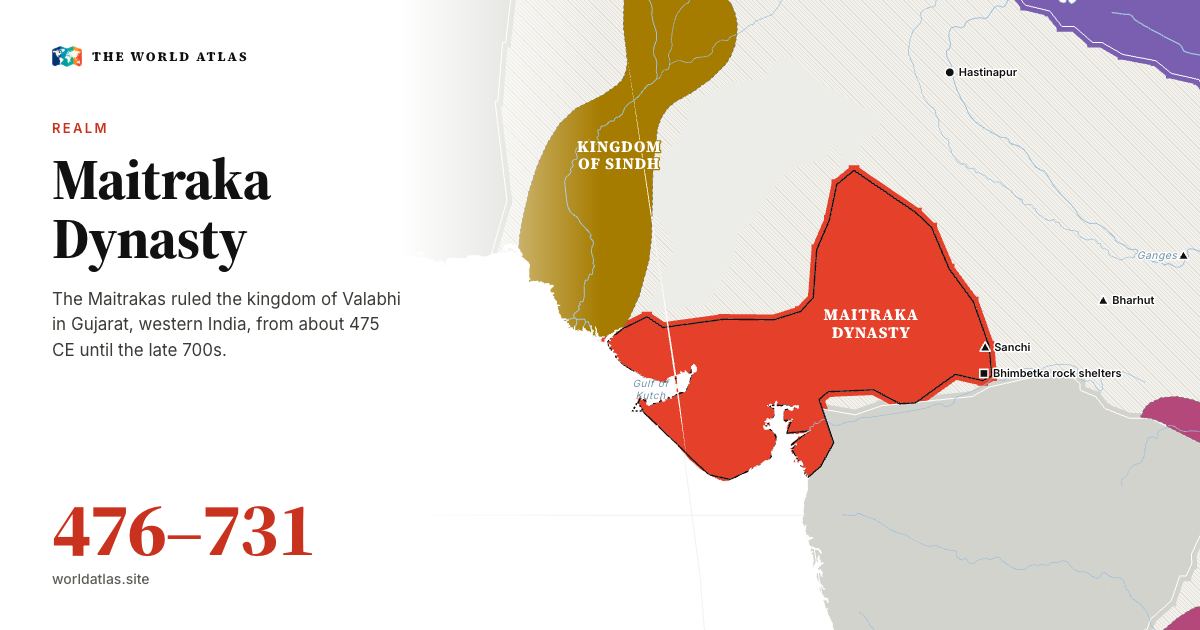 THE WORLD ATLAS
REALM
Maitraka
Dynasty
The Maitrakas ruled the kingdom of Valabhi
in Gujarat, western India, from about 475
CE until the late 700s.
476–731
worldatlas.site
KINGDOM
OF SINDH
Hastinapur
Ganges
Bharhut
MAITRAKA
DYNASTY
Sanchi
Bhimbetka rock shelters
Gulf of
Kutch